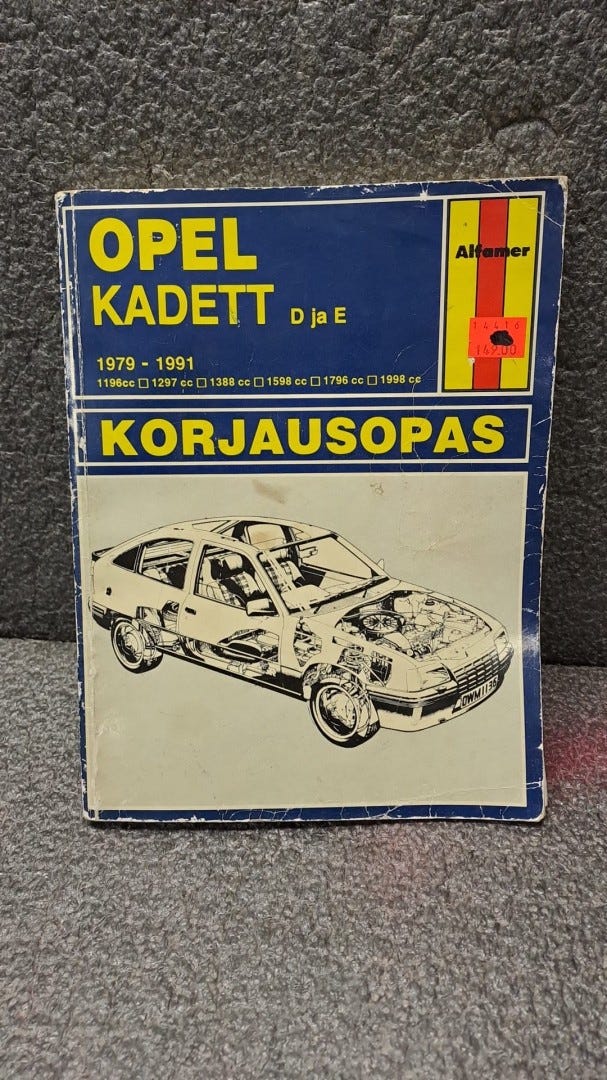 OPEL
KADETT D ja E
1979 - 1991
1196cc □ 1297 cc □ 1388 cc □ 1598 cc □ 1796 cc □ 1998 cc
Alfamer
14416
149.00
KORJAUSOPAS